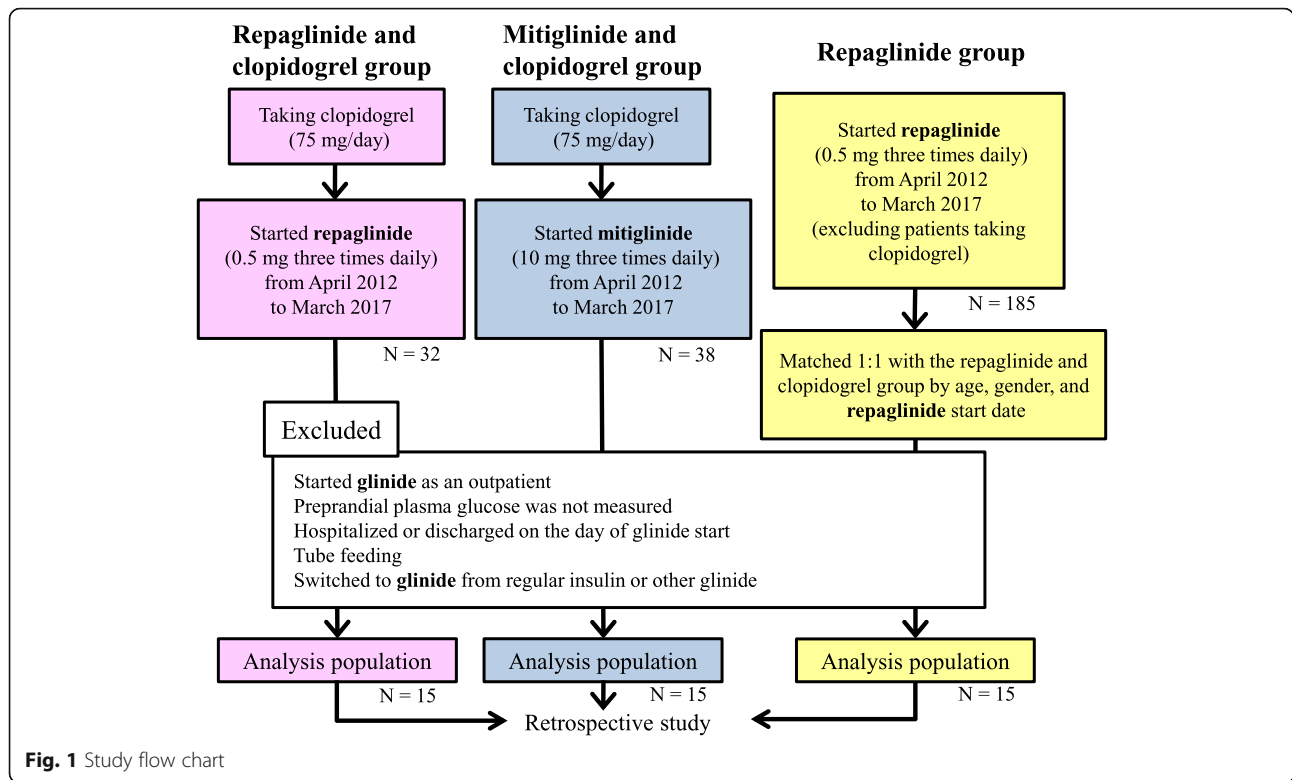 Repaglinide and
clopidogrel group
Taking clopidogrel
(75 mg/day)
Started repaglinide
(0.5 mg three times daily)
from April 2012
to March 2017
N = 32
Mitiglinide and
clopidogrel group
Taking clopidogrel
(75 mg/day)
Started mitiglinide
(10 mg three times daily)
from April 2012
to March 2017
N = 38
Repaglinide group
Started repaglinide
(0.5 mg three times daily)
from April 2012
to March 2017
(excluding patients taking
clopidogrel)
N = 185
Matched 1:1 with the repaglinide and
clopidogrel group by age, gender, and
repaglinide start date
Excluded
Started glinide as an outpatient
Preprandial plasma glucose was not measured
Hospitalized or discharged on the day of glinide start
Tube feeding
Switched to glinide from regular insulin or other glinide
Analysis population
N = 15
Analysis population
N = 15
Analysis population
N = 15
Retrospective study
Fig. 1 Study flow chart